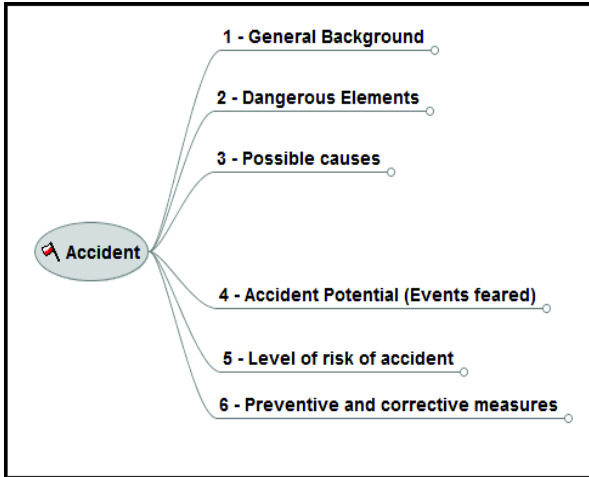 1 - General Background
2 - Dangerous Elements
3 - Possible causes
Accident
4 - Accident Potential (Events feared)
5 - Level of risk of accident
6 - Preventive and corrective measures